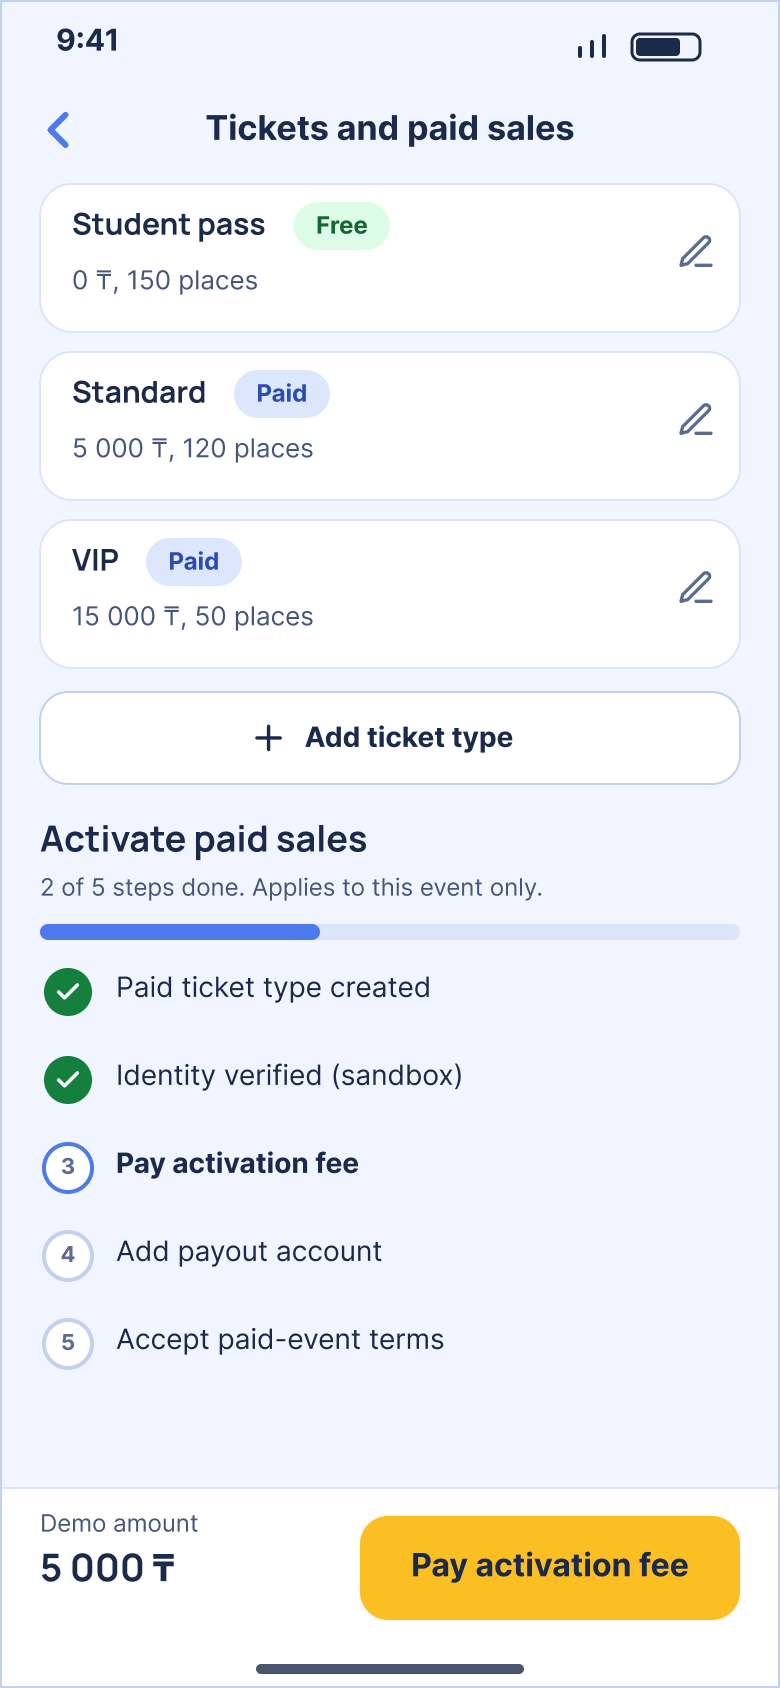 9:41
Tickets and paid sales
Student pass Free
0 ₸, 150 places
Standard Paid
5 000 ₸, 120 places
VIP Paid
15 000 ₸, 50 places
Add ticket type
Activate paid sales
2 of 5 steps done. Applies to this event only.
Paid ticket type created
Identity verified (sandbox)
3 Pay activation fee
4 Add payout account
5 Accept paid-event terms
Demo amount
5 000 ₸
Pay activation fee